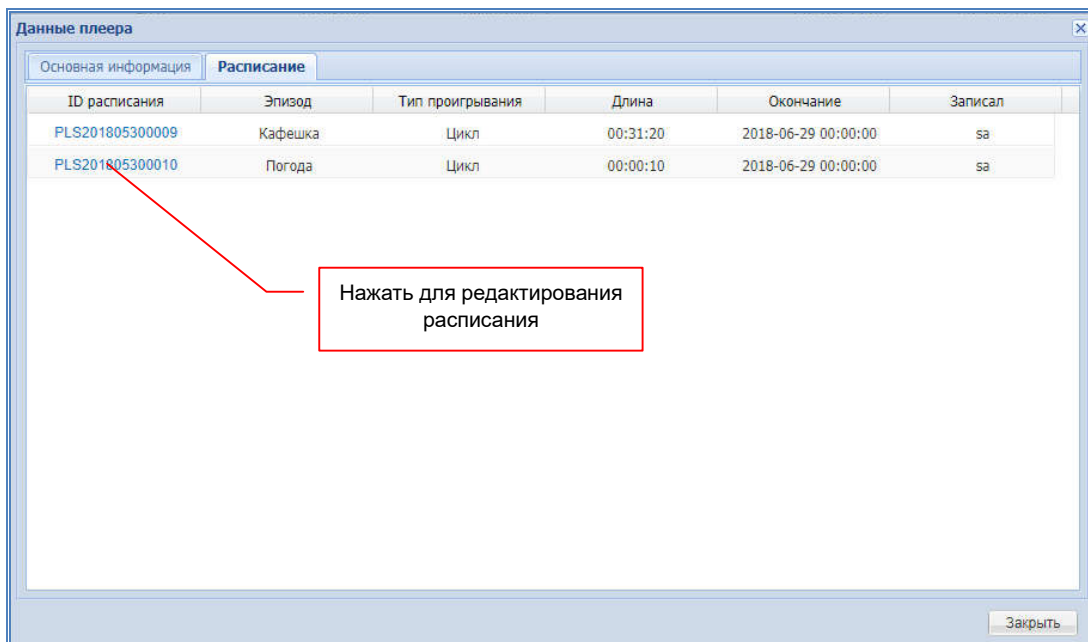 Данные плеера
Основная информация Расписание
ID расписания Эпизод Тип проигрывания Длина Окончание Записал
PLS201805300009 Кафешка Цикл 00:31:20 2018-06-29 00:00:00 sa
PLS201805300010 Погода Цикл 00:00:10 2018-06-29 00:00:00 sa
Нажать для редактирования
расписания
Закрыть